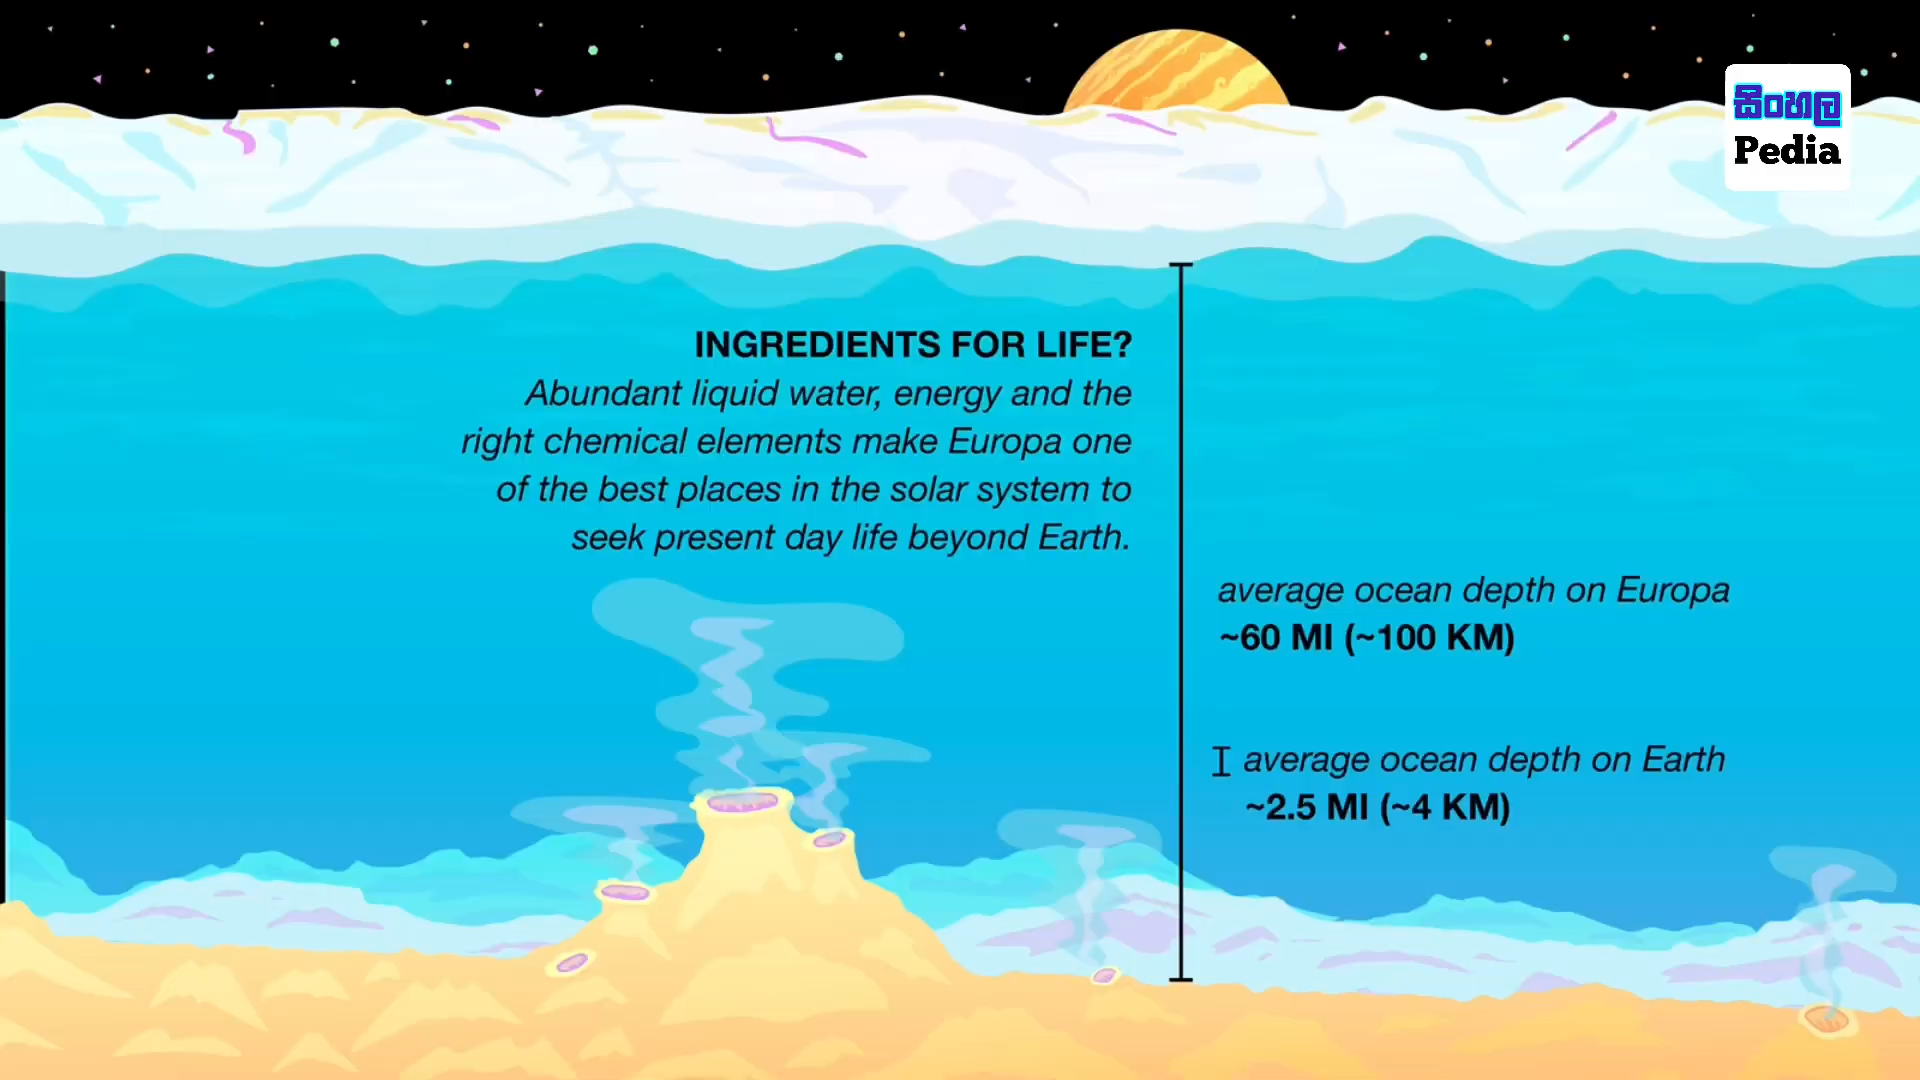 සිංහල
Pedia
INGREDIENTS FOR LIFE?
Abundant liquid water, energy and the
right chemical elements make Europa one
of the best places in the solar system to
seek present day life beyond Earth.
average ocean depth on Europa
~60 MI (~100 KM)
average ocean depth on Earth
~2.5 MI (~4 KM)